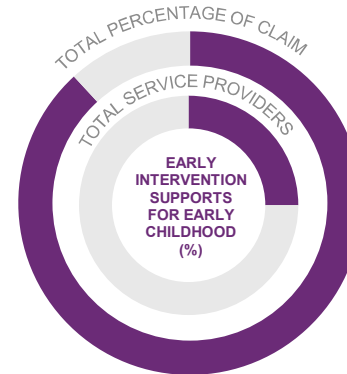 TOTAL PERCENTAGE OF CLAIM
TOTAL SERVICE PROVIDERS
EARLY
INTERVENTION
SUPPORTS
FOR EARLY
CHILDHOOD
(%)